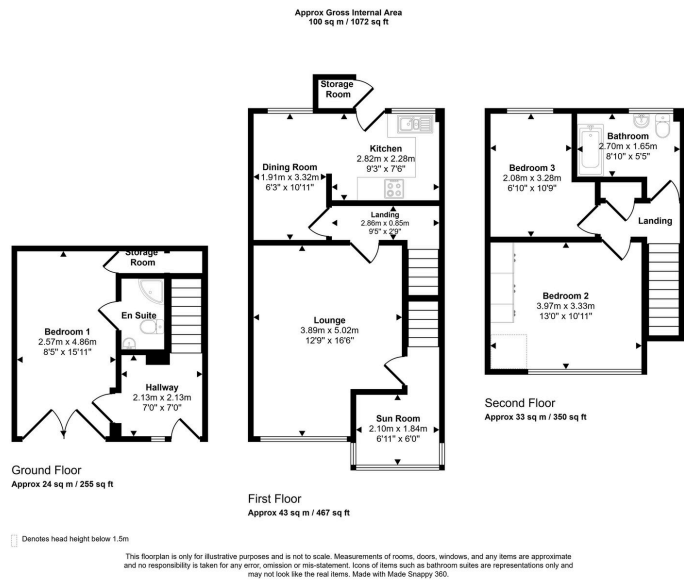 Approx Gross Internal Area
100 sq m / 1072 sq ft
Storage
Room
Kitchen
2.82m x 2.28m
9'3" x 7'6"
Dining Room
1.91m x 3.32m
6'3" x 10'11"
Landing
2.86m x 0.85m
9'5" x 2'9"
Lounge
3.89m x 5.02m
12'9" x 16'6"
Sun Room
2.10m x 1.84m
6'11" x 6'0"
First Floor
Approx 43 sq m / 467 sq ft
Bathroom
2.70m x 1.65m
8'10" x 5'5"
Bedroom 3
2.08m x 3.28m
6'10" x 10'9"
Landing
Bedroom 2
3.97m x 3.33m
13'0" x 10'11"
Second Floor
Approx 33 sq m / 350 sq ft
Storage
Room
En Suite
Bedroom 1
2.57m x 4.86m
8'5" x 15'11"
Hallway
2.13m x 2.13m
7'0" x 7'0"
Ground Floor
Approx 24 sq m / 255 sq ft
Denotes head height below 1.5m
This floorplan is only for illustrative purposes and is not to scale. Measurements of rooms, doors, windows, and any items are approximate
and no responsibility is taken for any error, omission or mis-statement. Icons of items such as bathroom suites are representations only and
may not look like the real items. Made with Made Snappy 360.